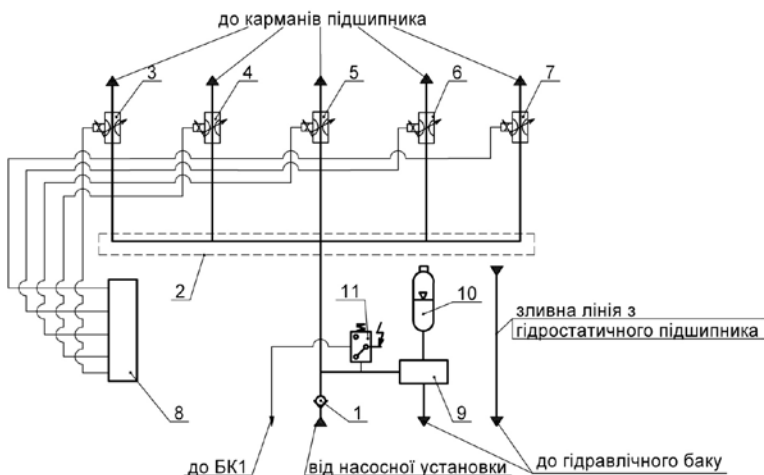 до карманів підшипника
3
4
5
6
7
2
11
10
зливна лінія з
гідростатичного підшипника
8
1
9
до БК1
від насосної установки
до гідравлічного баку